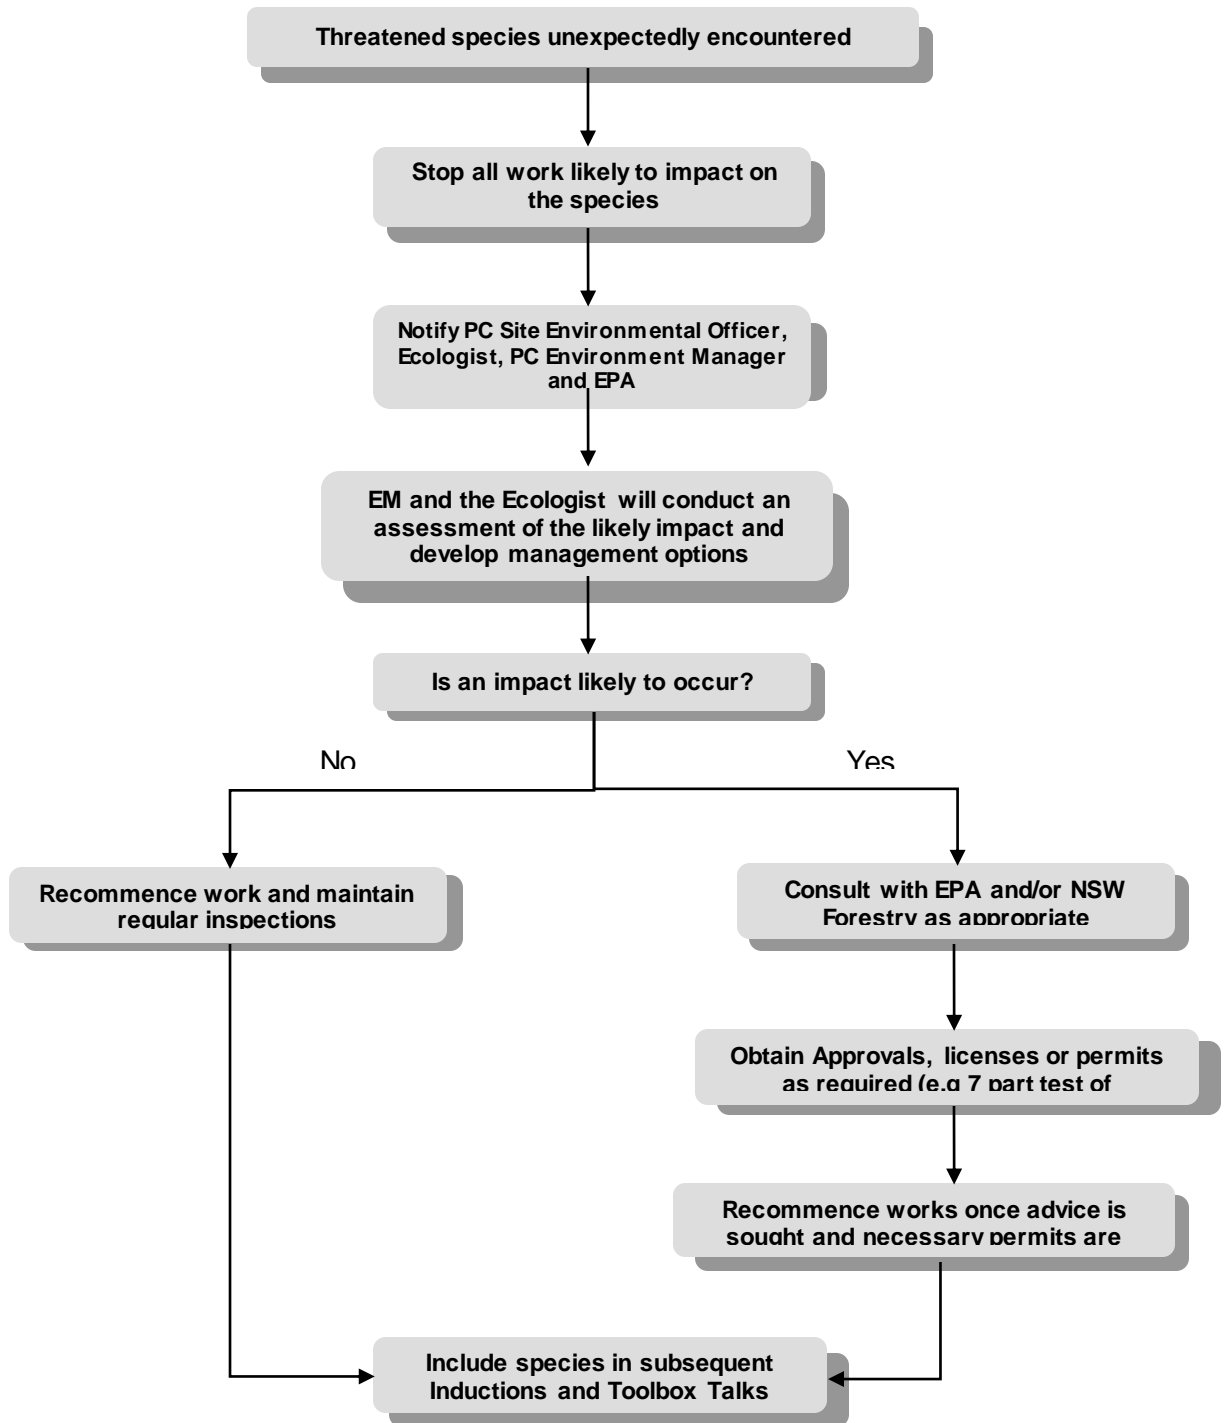 Threatened species unexpectedly encountered
Stop all work likely to impact on
the species
Notify PC Site Environmental Officer,
Ecologist, PC Environment Manager
and EPA
EM and the Ecologist will conduct an
assessment of the likely impact and
develop management options
Is an impact likely to occur?
No
Yes
Recommence work and maintain
regular inspections
Consult with EPA and/or NSW
Forestry as appropriate
Obtain Approvals, licenses or permits
as required (e.g 7 part test of
Recommence works once advice is
sought and necessary permits are
Include species in subsequent
Inductions and Toolbox Talks